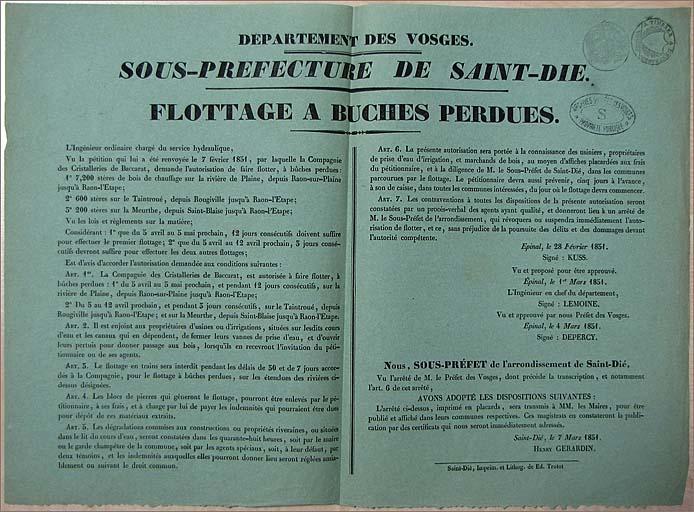 DEPARTEMENT DES VOSGES.
SOUS-PREFECTURE DE SAINT-DIE.
FLOTTAGE A BUCHES PERDUES.
L'Ingénieur ordinaire chargé du service hydraulique,
Vu la pétition qui lui a été renvoyée le 7 février 1851, par laquelle la Compagnie
des Cristalleries de Baccarat, demande l'autorisation de faire flotter, à bûches perdues :
1° 7,200 stères de bois de chauffage sur la rivière de Plaine, depuis Raon-sur-Plaine
jusqu'à Raon-l'Etape;
2° 600 stères sur le Taintroué, depuis Rougiville jusqu'à Raon-l'Etape;
3° 200 stères sur la Meurthe, depuis Saint-Blaise jusqu'à Raon-l'Etape;
Vu les lois et règlements sur la matière;
Considérant : 1° que du 5 avril au 5 mai prochain, 12 jours consécutifs doivent suffire
pour effectuer le premier flottage; 2° que du 5 avril au 12 avril prochain, 5 jours consé-
cutifs devront suffire pour effectuer les deux autres flottages;
Est d'avis d'accorder l'autorisation demandée aux conditions suivantes :
ART. 1er. La Compagnie des Cristalleries de Baccarat, est autorisée à faire flotter, à
bûches perdues : 1° du 5 avril au 5 mai prochain, et pendant 12 jours consécutifs, sur la
rivière de Plaine, depuis Raon-sur-Plaine jusqu'à Raon-l'Etape;
2° Du 5 au 12 avril prochain, et pendant 5 jours consécutifs, sur le Taintroué, depuis
Rougiville jusqu'à Raon-l'Etape; et sur la Meurthe, depuis Saint-Blaise jusqu'à Raon-l'Etape.
ART. 2. Il est enjoint aux propriétaires d'usines ou d'irrigations, situées sur lesdits cours
d'eau et les canaux qui en dépendent, de fermer leurs vannes de prise d'eau, et d'ouvrir
leurs pertuis pour donner passage aux bois, lorsqu'ils en recevront l'invitation du péti-
tionnaire ou de ses agents.
ART. 3. Le flottage en trains sera interdit pendant les délais de 30 et de 7 jours accor-
dés à la Compagnie, pour le flottage à bûches perdues, sur les étendues des rivières ci-
dessus désignées.
ART. 4. Les blocs de pierres qui gêneront le flottage, pourront être enlevés par le pé-
titionnaire, à ses frais, et à charge par lui de payer les indemnités qui pourraient être dues
pour dépôt de ces matériaux extraits.
ART. 5. Les dégradations commises aux constructions ou propriétés riveraines, ou situées
dans le lit du cours d'eau, seront constatées dans les quarante-huit heures, soit par le maire
ou le garde champêtre de la commune, soit par les agents spéciaux, soit, à leur défaut, par
deux témoins, et les indemnités auxquelles elles pourront donner lieu seront réglées amia-
blement ou suivant le droit commun.
ART. 6. La présente autorisation sera portée à la connaissance des usiniers, propriétaires
de prise d'eau d'irrigation, et marchands de bois, au moyen d'affiches placardées aux frais
du pétitionnaire, et à la diligence de M. le Sous-Préfet de Saint-Dié, dans les communes
parcourues par le flottage. Le pétitionnaire devra aussi prévenir, cinq jours à l'avance,
à son de caisse, dans toutes les communes intéressées, du jour où le flottage devra commencer.
ART. 7. Les contraventions à toutes les dispositions de la présente autorisation seront
constatées par un procès-verbal des agents ayant qualité, et donneront lieu à un arrêté de
M. le Sous-Préfet de l'arrondissement, qui révoquera ou suspendra immédiatement l'auto-
risation de flotter, et ce, sans préjudice de la poursuite des délits et des dommages devant
l'autorité compétente.
Epinal, le 28 Février 1851.
Signé : KUSS.
Vu et proposé pour être approuvé.
Epinal, le 1er Mars 1851.
L'Ingénieur en chef du département,
Signé : LEMOINE.
Vu et approuvé par nous Préfet des Vosges.
Epinal, le 4 Mars 1851.
Signé : DEPERCY.
Nous, SOUS-PRÉFET de l'arrondissement de Saint-Dié,
Vu l'arrêté de M. le Préfet des Vosges, dont précède la transcription, et notamment
l'art. 6 de cet arrêté,
AVONS ADOPTÉ LES DISPOSITIONS SUIVANTES :
L'arrêté ci-dessus, imprimé en placards, sera transmis à MM. les Maires, pour être
publié et affiché dans leurs communes respectives. Ces magistrats en constateront la publi-
cation par des certificats qui nous seront immédiatement adressés.
Saint-Dié, le 7 Mars 1851.
HENRY GERARDIN.
Saint-Dié, Imprim. et Lithog. de Ed. Trotot
S